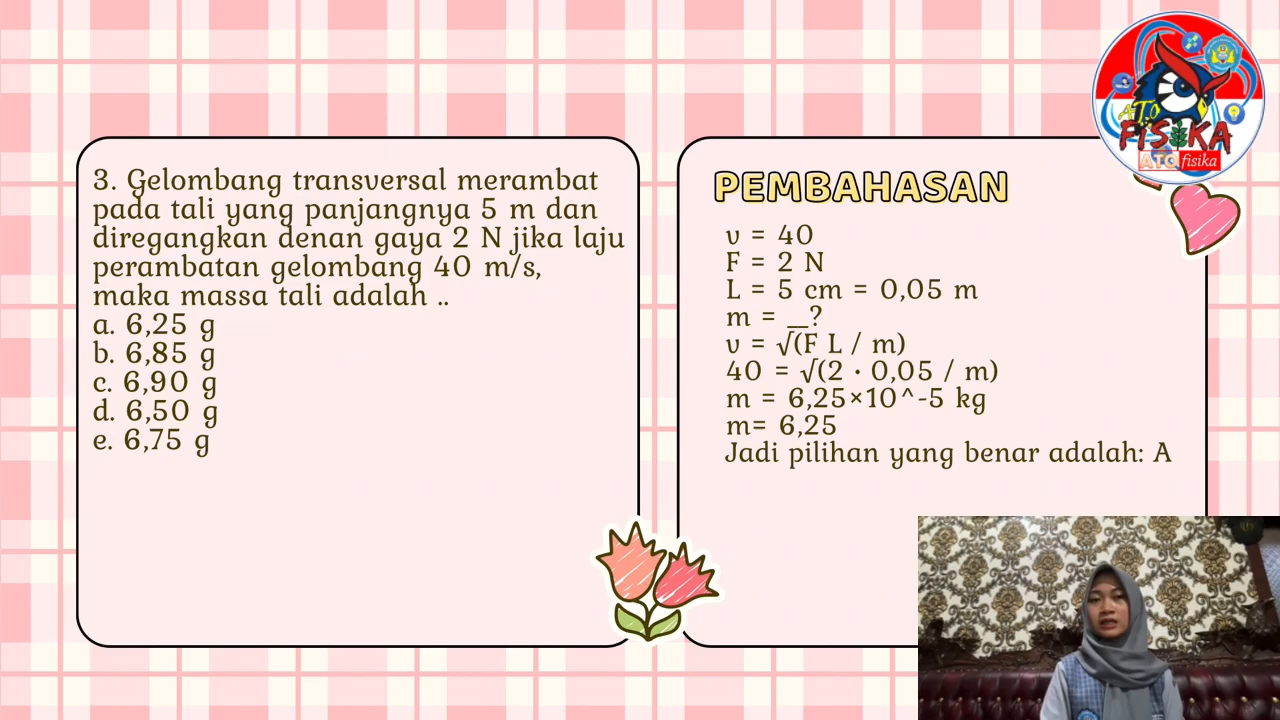 3. Gelombang transversal merambat
pada tali yang panjangnya 5 m dan
diregangkan denan gaya 2 N jika laju
perambatan gelombang 40 m/s,
maka massa tali adalah ..
a. 6,25 g
b. 6,85 g
c. 6,90 g
d. 6,50 g
e. 6,75 g
PEMBAHASAN
v = 40
F = 2 N
L = 5 cm = 0,05 m
m = __?
v = √(F L / m)
40 = √(2 · 0,05 / m)
m = 6,25×10^-5 kg
m= 6,25
Jadi pilihan yang benar adalah: A
ATO
FISIKA
ATO fisika